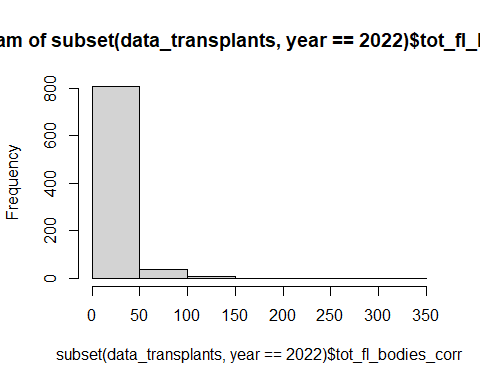 am of subset(data_transplants, year == 2022)$tot_fl_
Frequency
800
600
400
200
0
0 50 100 150 200 250 300 350
subset(data_transplants, year == 2022)$tot_fl_bodies_corr